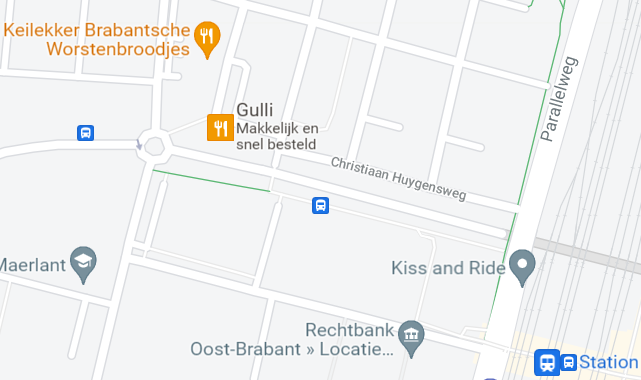 Keilekker Brabantsche
Worstenbroodjes
Gulli
Makkelijk en
snel besteld
Parallelweg
Christiaan Huygensweg
Maerlant
Kiss and Ride
Rechtbank
Oost-Brabant » Locatie...
Station